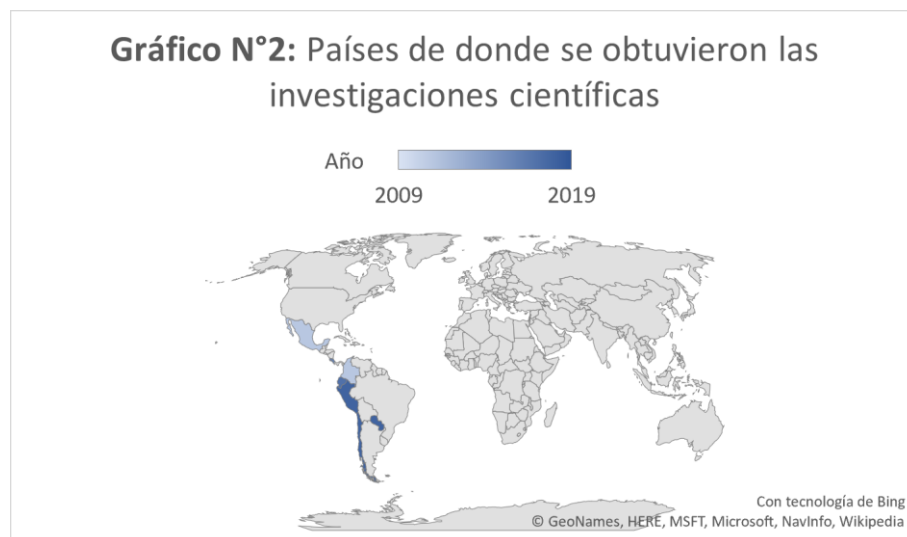 Gráfico N°2: Países de donde se obtuvieron las
investigaciones científicas
Año
2009 2019
Con tecnología de Bing
© GeoNames, HERE, MSFT, Microsoft, NavInfo, Wikipedia